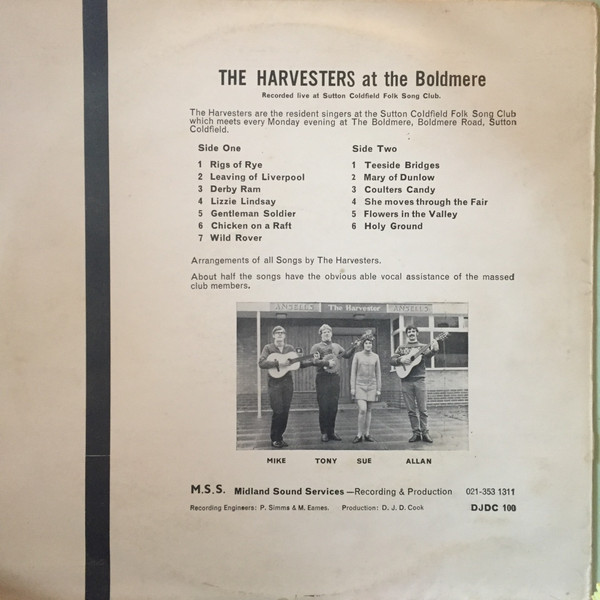 THE HARVESTERS at the Boldmere
Recorded live at Sutton Coldfield Folk Song Club.
The Harvesters are the resident singers at the Sutton Coldfield Folk Song Club
which meets every Monday evening at The Boldmere, Boldmere Road, Sutton
Coldfield.
Side One
1 Rigs of Rye
2 Leaving of Liverpool
3 Derby Ram
4 Lizzie Lindsay
5 Gentleman Soldier
6 Chicken on a Raft
7 Wild Rover
Side Two
1 Teeside Bridges
2 Mary of Dunlow
3 Coulters Candy
4 She moves through the Fair
5 Flowers in the Valley
6 Holy Ground
Arrangements of all Songs by The Harvesters.
About half the songs have the obvious able vocal assistance of the massed
club members.
ANSELLS The Harvester ANSELLS
MIKE TONY SUE ALLAN
M.S.S. Midland Sound Services—Recording & Production 021-353 1311
Recording Engineers: P. Simms & M. Eames. Production: D. J. D. Cook DJDC 100